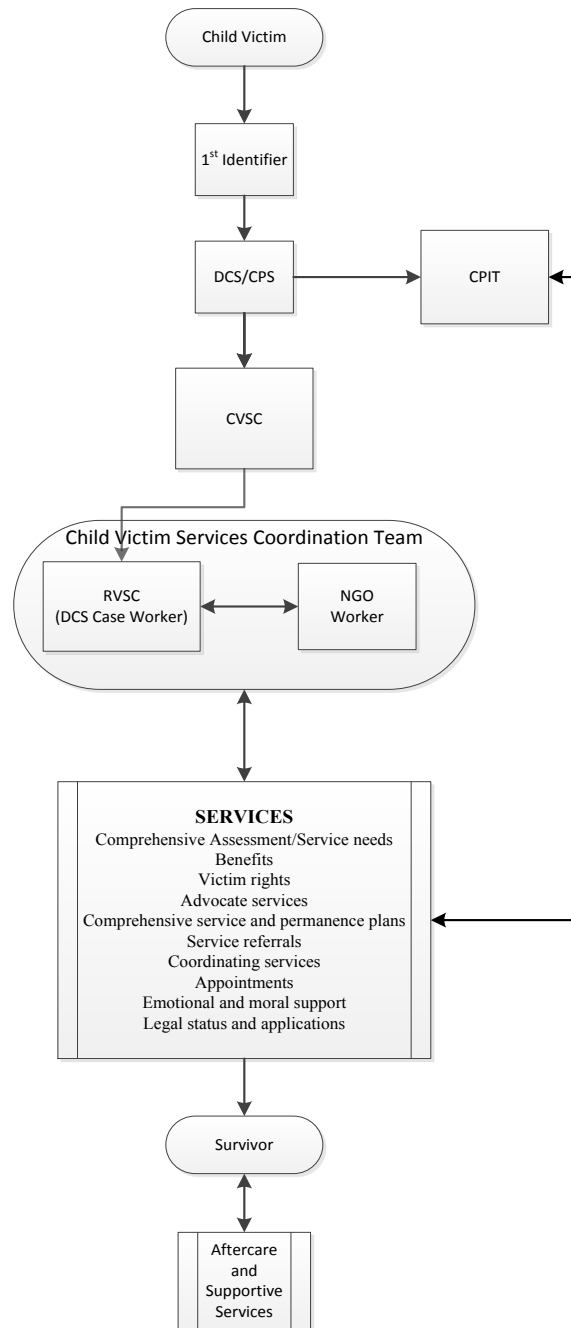 Child Victim
1st Identifier
DCS/CPS
CPIT
CVSC
Child Victim Services Coordination Team
RVSC
(DCS Case Worker)
NGO
Worker
SERVICES
Comprehensive Assessment/Service needs
Benefits
Victim rights
Advocate services
Comprehensive service and permanence plans
Service referrals
Coordinating services
Appointments
Emotional and moral support
Legal status and applications
Survivor
Aftercare
and
Supportive
Services